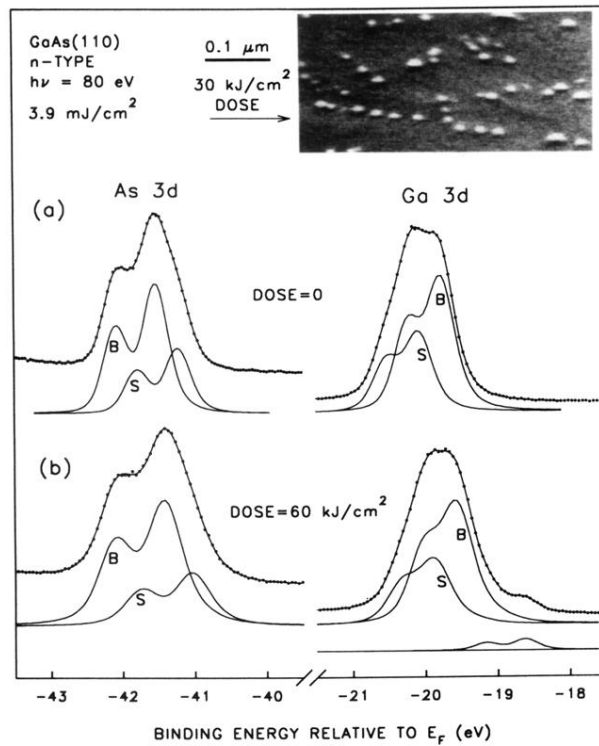 GaAs(110)
n-TYPE
hν = 80 eV
3.9 mJ/cm²
0.1 μm
30 kJ/cm²
DOSE
As 3d
Ga 3d
(a)
DOSE=0
B
S
B
S
(b)
DOSE=60 kJ/cm²
B
S
B
S
-43 -42 -41 -40 -21 -20 -19 -18
BINDING ENERGY RELATIVE TO E_F (eV)